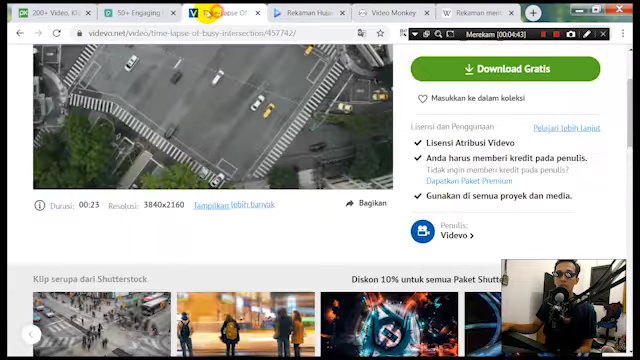 200+ Video, Kli
50+ Engaging
Time-lapse Of
Rekaman Hujan
Video Monkey
Rekaman men
videvo.net/video/time-lapse-of-busy-intersection/457742/
Merekam [00:04:43]
Download Gratis
Masukkan ke dalam koleksi
Lisensi dan Penggunaan
Pelajari lebih lanjut
Lisensi Atribusi Videvo
Anda harus memberi kredit pada penulis.
Tidak ingin memberi kredit pada penulis?
Dapatkan Paket Premium
Gunakan di semua proyek dan media.
Durasi: 00:23 Resolusi: 3840x2160 Tampilkan lebih banyak
Bagikan
Penulis:
Videvo
Klip serupa dari Shutterstock
Diskon 10% untuk semua Paket Shutte